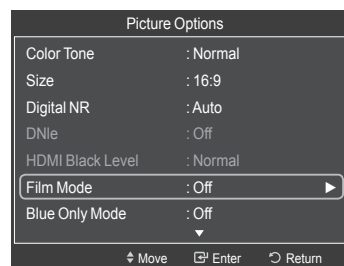 Picture Options
Color Tone : Normal
Size : 16:9
Digital NR : Auto
DNIe : Off
HDMI Black Level : Normal
Film Mode : Off ►
Blue Only Mode : Off
▼
Move Enter Return